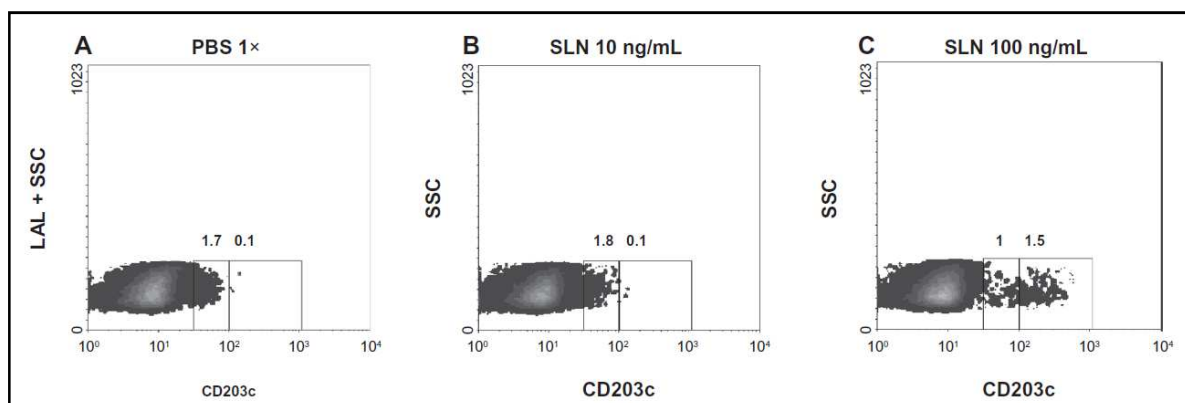 A PBS 1×
1023
LAL + SSC
1.7 0.1
0
10⁰ 10¹ 10² 10³ 10⁴
CD203c
B SLN 10 ng/mL
1023
SSC
1.8 0.1
0
10⁰ 10¹ 10² 10³ 10⁴
CD203c
C SLN 100 ng/mL
1023
SSC
1 1.5
0
10⁰ 10¹ 10² 10³ 10⁴
CD203c